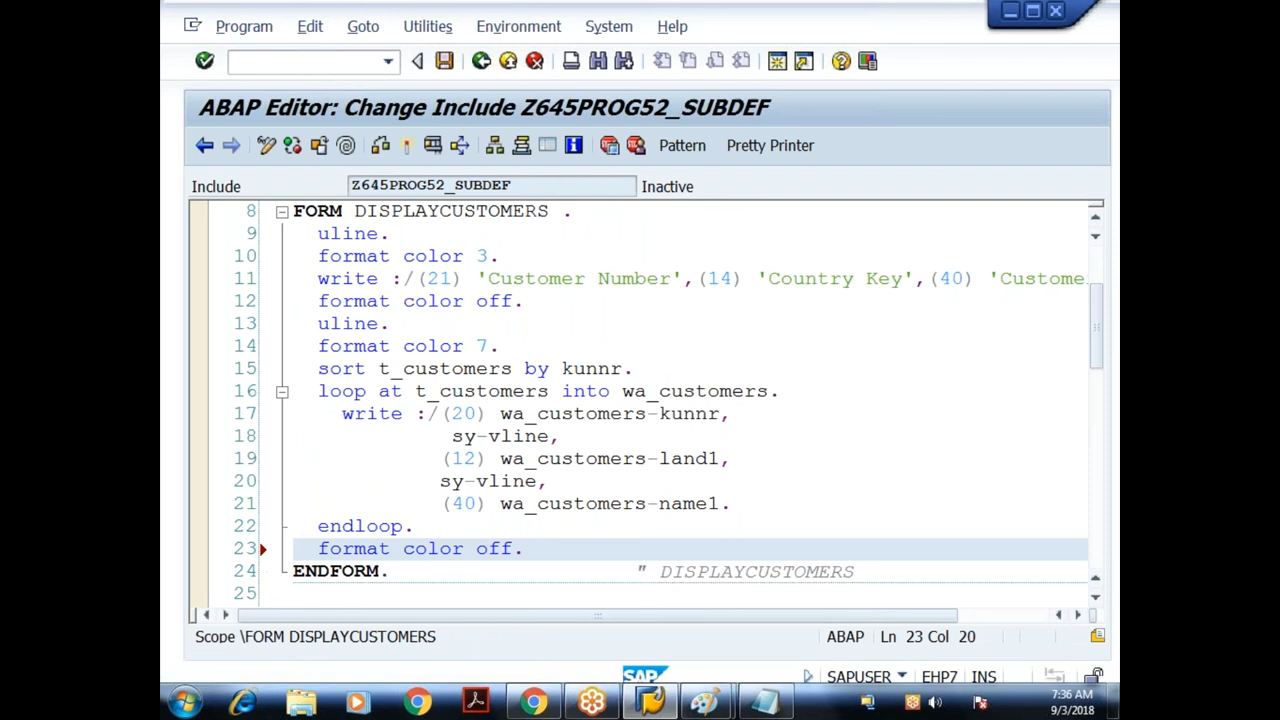 Program Edit Goto Utilities Environment System Help
ABAP Editor: Change Include Z645PROG52_SUBDEF
Pattern Pretty Printer
Include Z645PROG52_SUBDEF Inactive
8 FORM DISPLAYCUSTOMERS .
9 uline.
10 format color 3.
11 write :/(21) 'Customer Number',(14) 'Country Key',(40) 'Custome
12 format color off.
13 uline.
14 format color 7.
15 sort t_customers by kunnr.
16 loop at t_customers into wa_customers.
17 write :/(20) wa_customers-kunnr,
18 sy-vline,
19 (12) wa_customers-land1,
20 sy-vline,
21 (40) wa_customers-name1.
22 endloop.
23 format color off.
24 ENDFORM. " DISPLAYCUSTOMERS
25
Scope \FORM DISPLAYCUSTOMERS ABAP Ln 23 Col 20
SAP SAPUSER EHP7 INS
7:36 AM
9/3/2018